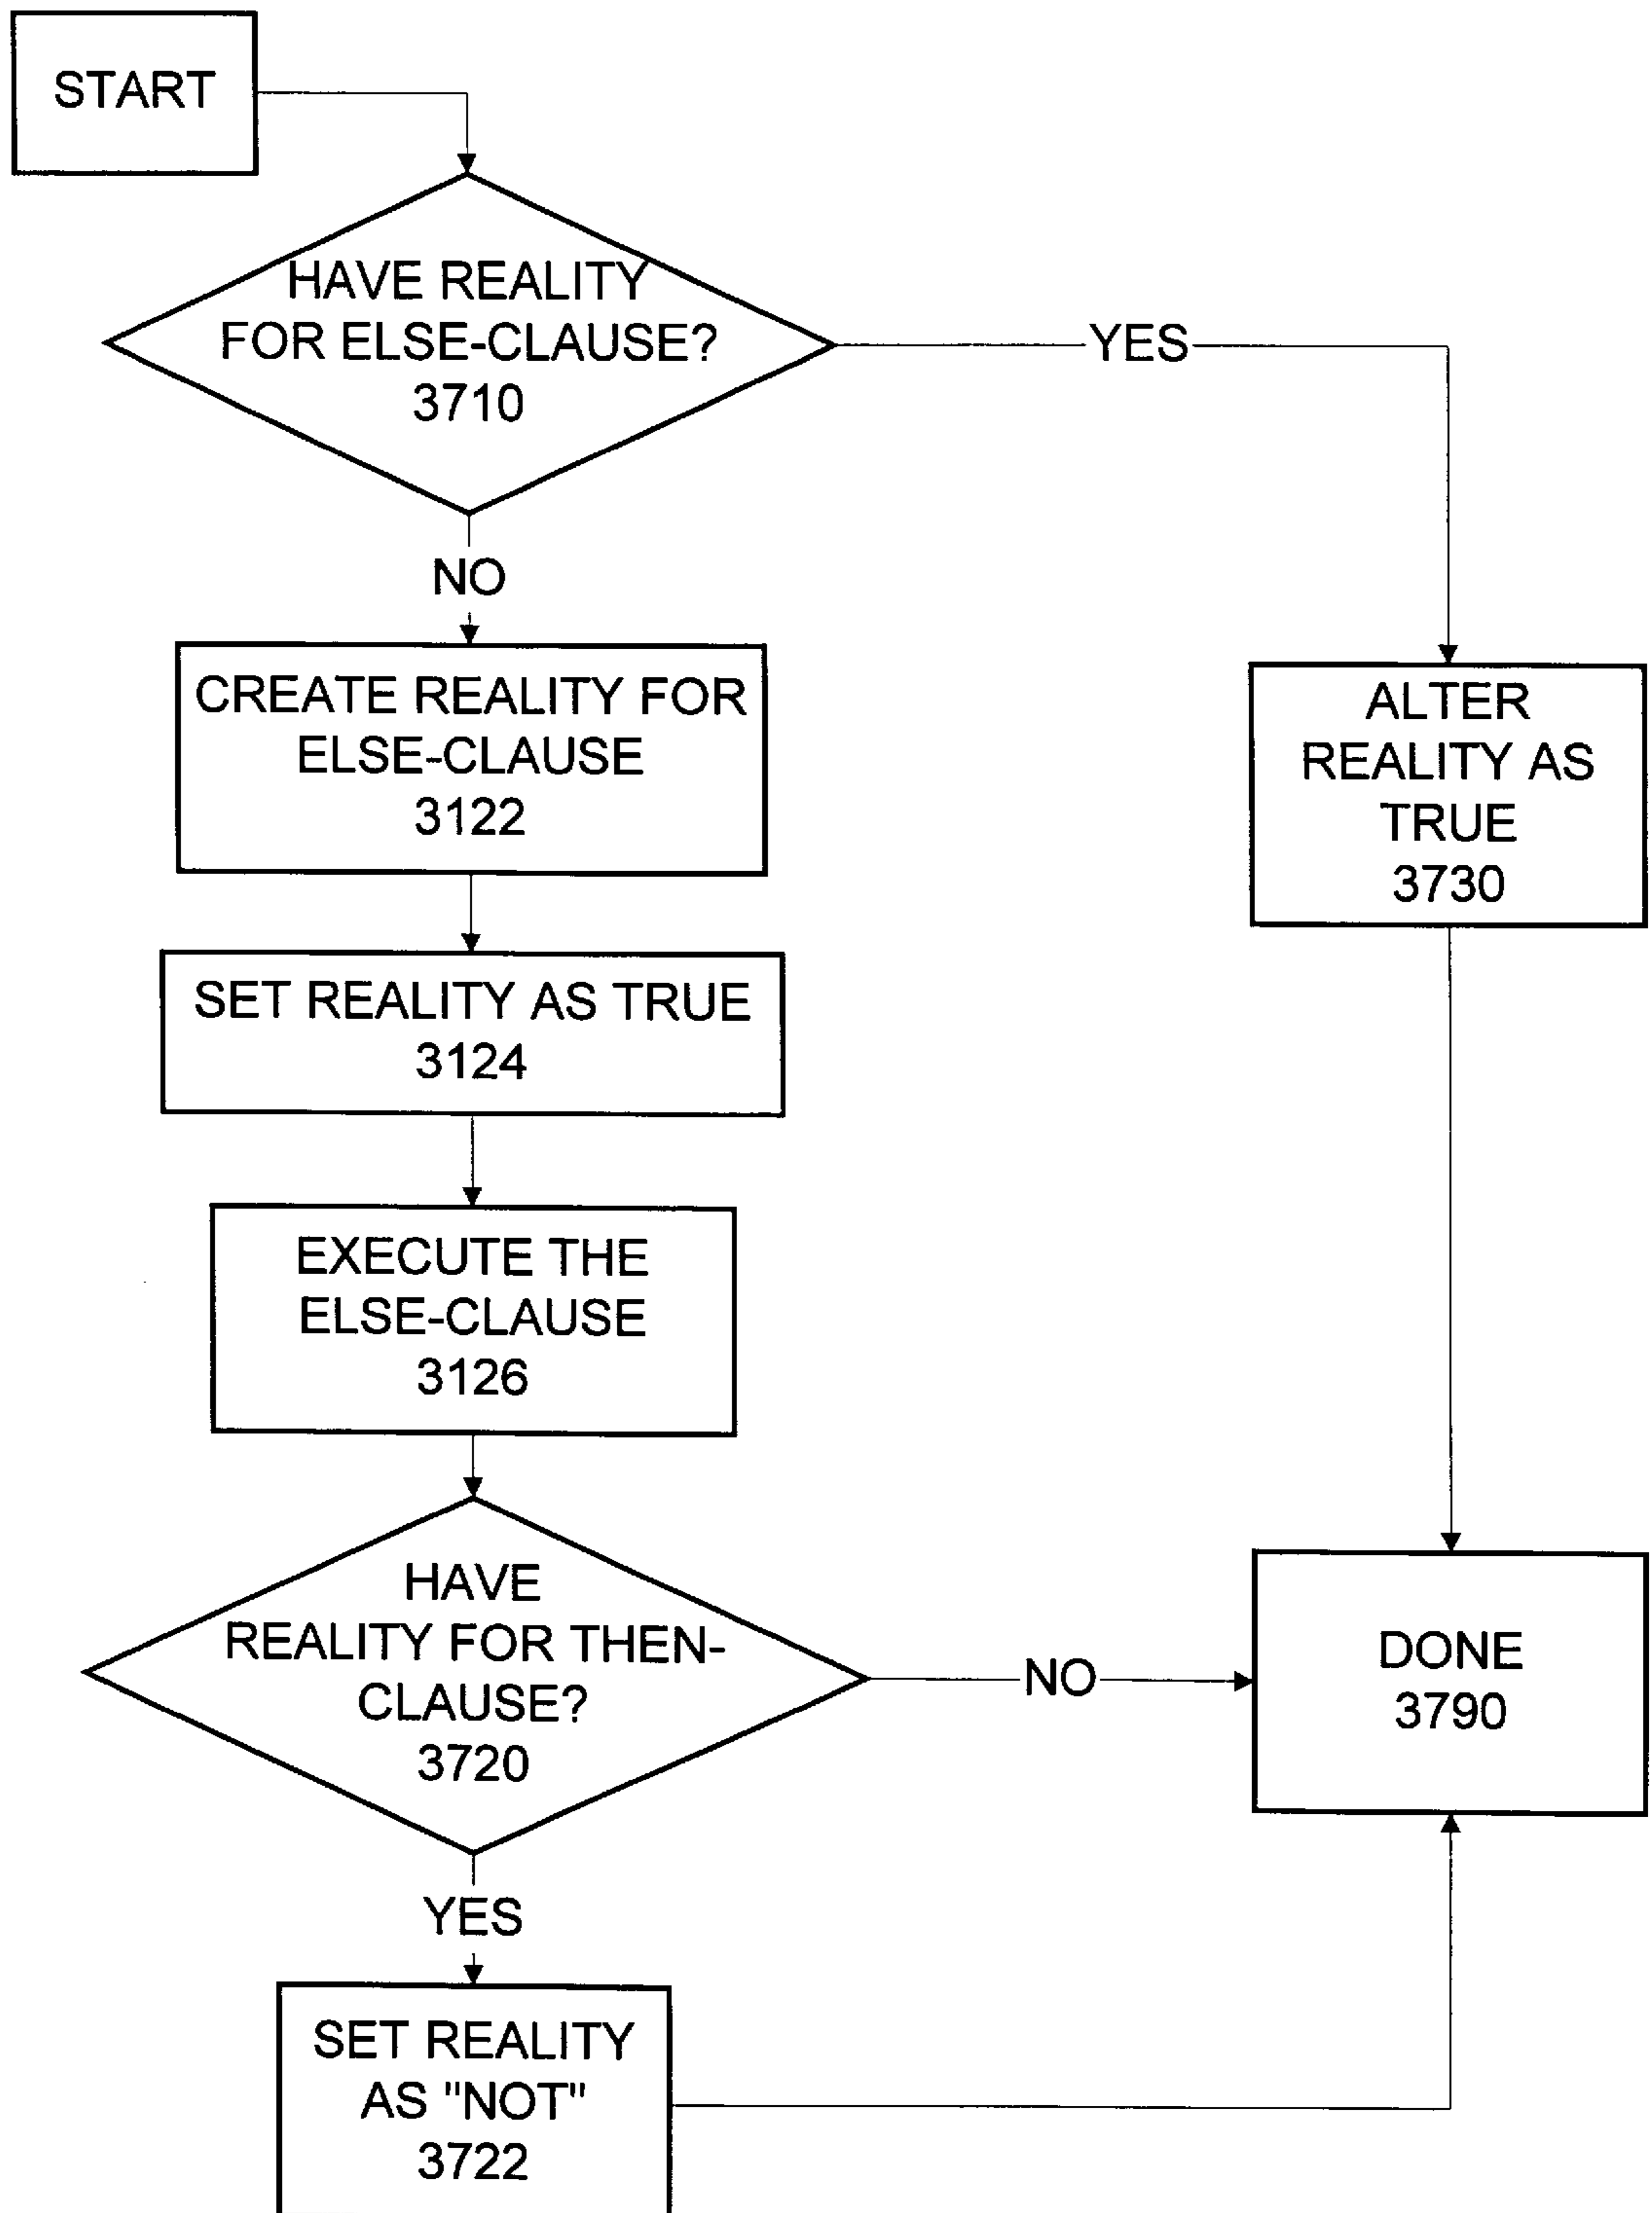 START
HAVE REALITY
FOR ELSE-CLAUSE?
3710
YES
NO
CREATE REALITY FOR
ELSE-CLAUSE
3122
ALTER
REALITY AS
TRUE
3730
SET REALITY AS TRUE
3124
EXECUTE THE
ELSE-CLAUSE
3126
HAVE
REALITY FOR THEN-
CLAUSE?
3720
NO
DONE
3790
YES
SET REALITY
AS "NOT"
3722